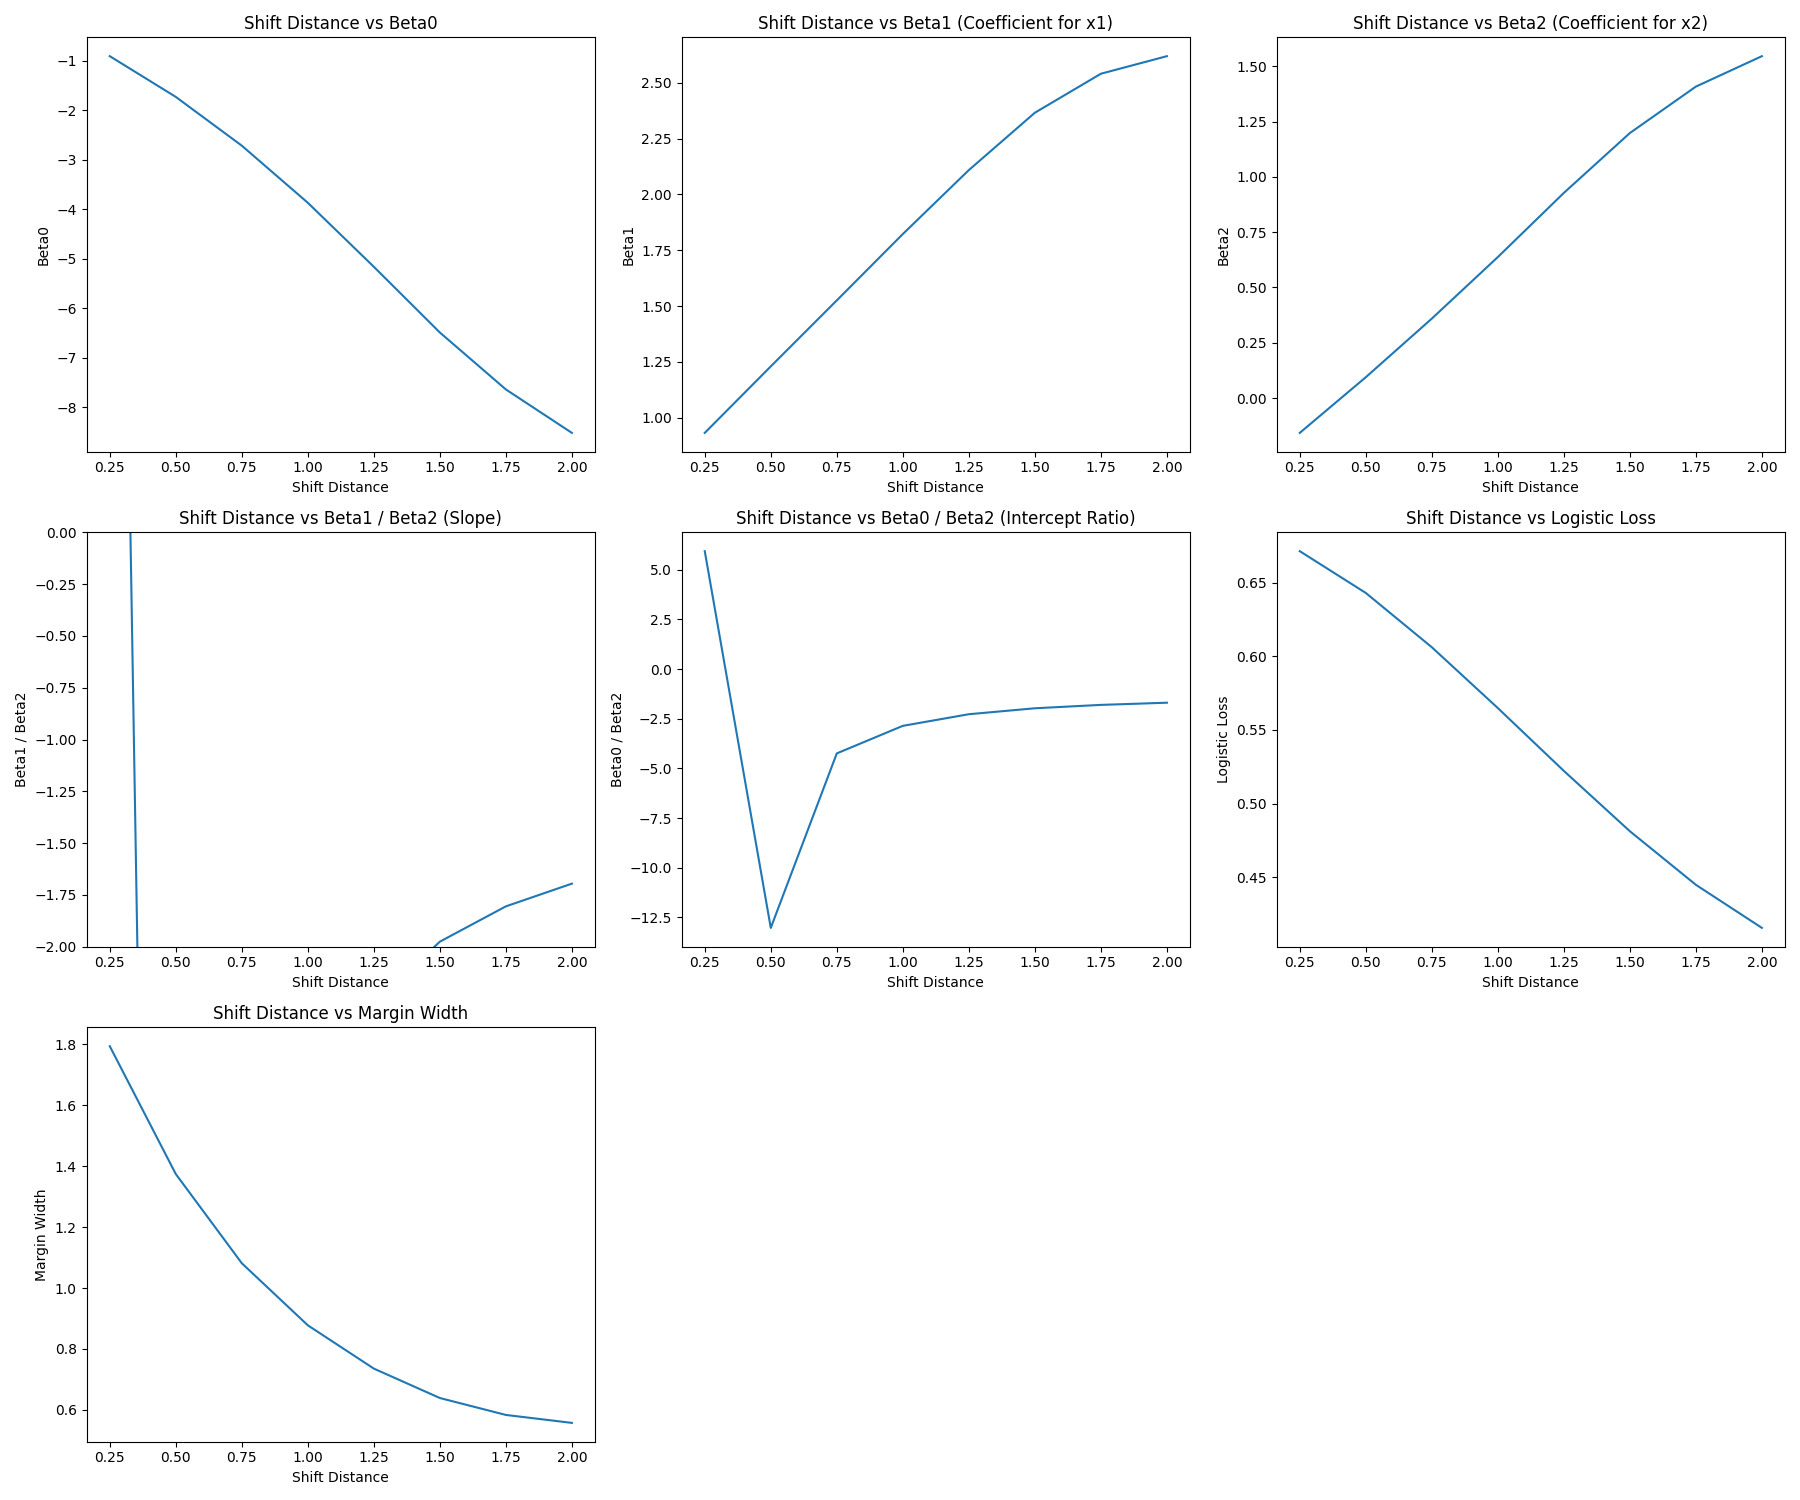 Shift Distance vs Beta0
Beta0
−1
−2
−3
−4
−5
−6
−7
−8
0.25 0.50 0.75 1.00 1.25 1.50 1.75 2.00
Shift Distance
Shift Distance vs Beta1 (Coefficient for x1)
Beta1
2.50
2.25
2.00
1.75
1.50
1.25
1.00
0.25 0.50 0.75 1.00 1.25 1.50 1.75 2.00
Shift Distance
Shift Distance vs Beta2 (Coefficient for x2)
Beta2
1.50
1.25
1.00
0.75
0.50
0.25
0.00
0.25 0.50 0.75 1.00 1.25 1.50 1.75 2.00
Shift Distance
Shift Distance vs Beta1 / Beta2 (Slope)
Beta1 / Beta2
0.00
−0.25
−0.50
−0.75
−1.00
−1.25
−1.50
−1.75
−2.00
0.25 0.50 0.75 1.00 1.25 1.50 1.75 2.00
Shift Distance
Shift Distance vs Beta0 / Beta2 (Intercept Ratio)
Beta0 / Beta2
5.0
2.5
0.0
−2.5
−5.0
−7.5
−10.0
−12.5
0.25 0.50 0.75 1.00 1.25 1.50 1.75 2.00
Shift Distance
Shift Distance vs Logistic Loss
Logistic Loss
0.65
0.60
0.55
0.50
0.45
0.25 0.50 0.75 1.00 1.25 1.50 1.75 2.00
Shift Distance
Shift Distance vs Margin Width
Margin Width
1.8
1.6
1.4
1.2
1.0
0.8
0.6
0.25 0.50 0.75 1.00 1.25 1.50 1.75 2.00
Shift Distance